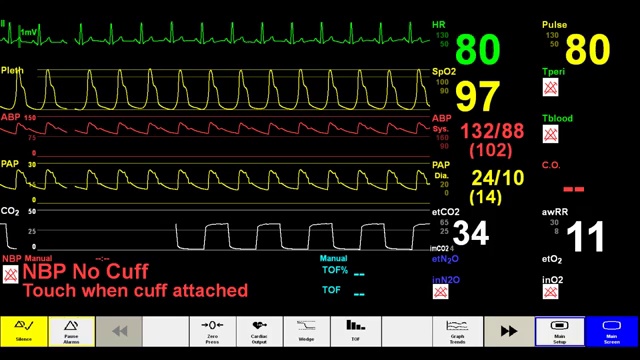 II
1mV
HR
130
50
80
Pulse
130
50
80
Pleth
SpO2
100
90
97
Tperi
ABP 150
75
0
ABP
Sys.
160
90
132/88
(102)
Tblood
PAP 30
15
0
PAP
Dia.
20
0
24/10
(14)
C.O.
--
CO2 50
25
0
etCO2
65
imCO2 4
34
awRR
30
8
11
NBP Manual --:--
NBP No Cuff
Touch when cuff attached
Manual
TOF% --
TOF --
etN2O
inN2O
etO2
inO2
Silence
Pause
Alarms
Zero
Press
Cardiac
Output
Wedge
TOF
Graph
Trends
Main
Setup
Main
Screen